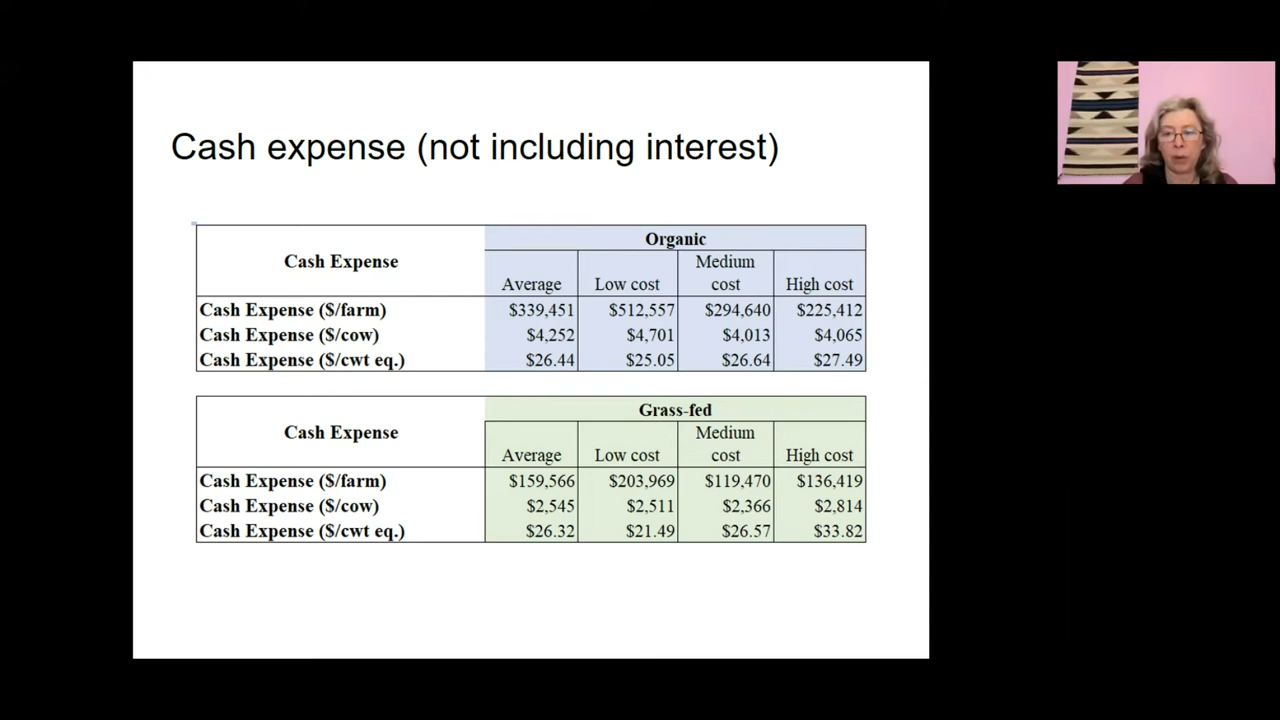 Cash expense (not including interest)
Cash Expense
Organic
Average Low cost Medium cost High cost
Cash Expense ($/farm) $339,451 $512,557 $294,640 $225,412
Cash Expense ($/cow) $4,252 $4,701 $4,013 $4,065
Cash Expense ($/cwt eq.) $26.44 $25.05 $26.64 $27.49
Cash Expense
Grass-fed
Average Low cost Medium cost High cost
Cash Expense ($/farm) $159,566 $203,969 $119,470 $136,419
Cash Expense ($/cow) $2,545 $2,511 $2,366 $2,814
Cash Expense ($/cwt eq.) $26.32 $21.49 $26.57 $33.82